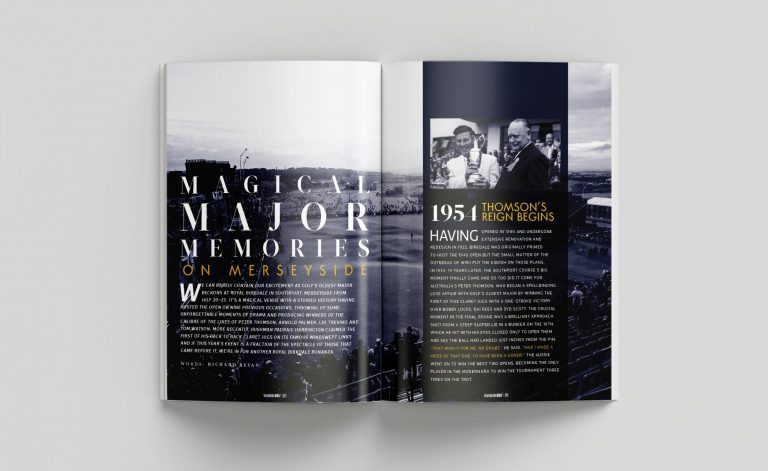 MAGICAL
MAJOR
MEMORIES
ON MERSEYSIDE
WE CAN BARELY CONTAIN OUR EXCITEMENT AS GOLF'S OLDEST MAJOR
BECKONS AT ROYAL BIRKDALE IN SOUTHPORT, MERSEYSIDE FROM
JULY 20-23. IT'S A MAGICAL VENUE WITH A STORIED HISTORY HAVING
HOSTED THE OPEN ON NINE PREVIOUS OCCASIONS, THROWING UP SOME
UNFORGETTABLE MOMENTS OF DRAMA AND PRODUCING WINNERS OF THE
CALIBRE OF THE LIKES OF PETER THOMSON, ARNOLD PALMER, LEE TREVINO AND
TOM WATSON. MORE RECENTLY, IRISHMAN PADRAIG HARRINGTON CLAIMED THE
FIRST OF HIS BACK TO BACK CLARET JUGS ON ITS FAMOUS WINDSWEPT LINKS
AND IF THIS YEAR'S EVENT IS A FRACTION OF THE SPECTACLE OF THOSE THAT
CAME BEFORE IT, WE'RE IN FOR ANOTHER ROYAL BIRKDALE BONANZA.
WORDS: RICHARD BEVAN
1954 THOMSON'S
REIGN BEGINS
HAVING OPENED IN 1889 AND UNDERGONE
EXTENSIVE RENOVATION AND
REDESIGN IN 1922, BIRKDALE WAS ORIGINALLY PRIMED
TO HOST THE 1940 OPEN BUT THE SMALL MATTER OF THE
OUTBREAK OF WWII PUT THE KIBOSH ON THOSE PLANS.
IN 1954, 14 YEARS LATER, THE SOUTHPORT COURSE'S BIG
MOMENT FINALLY CAME AND SO TOO DID IT COME FOR
AUSTRALIA'S PETER THOMSON, WHO BEGAN A SPELLBINDING
LOVE AFFAIR WITH GOLF'S OLDEST MAJOR BY WINNING THE
FIRST OF FIVE CLARET JUGS WITH A ONE-STROKE VICTORY
OVER BOBBY LOCKE, DAI REES AND SYD SCOTT. THE CRUCIAL
MOMENT IN THE FINAL ROUND WAS A BRILLIANT APPROACH
SHOT FROM A STEEP SLOPED LIE IN A BUNKER ON THE 16TH,
WHICH HE HIT WITH HIS EYES CLOSED ONLY TO OPEN THEM
AND SEE THE BALL HAD LANDED JUST INCHES FROM THE PIN.
"THAT WON IT FOR ME, NO DOUBT," HE SAID. "HAD I MADE A
MESS OF THAT ONE, I'D HAVE BEEN A GONER." THE AUSSIE
WENT ON TO WIN THE NEXT TWO OPENS, BECOMING THE ONLY
PLAYER IN THE MODERN ERA TO WIN THE TOURNAMENT THREE
TIMES ON THE TROT.